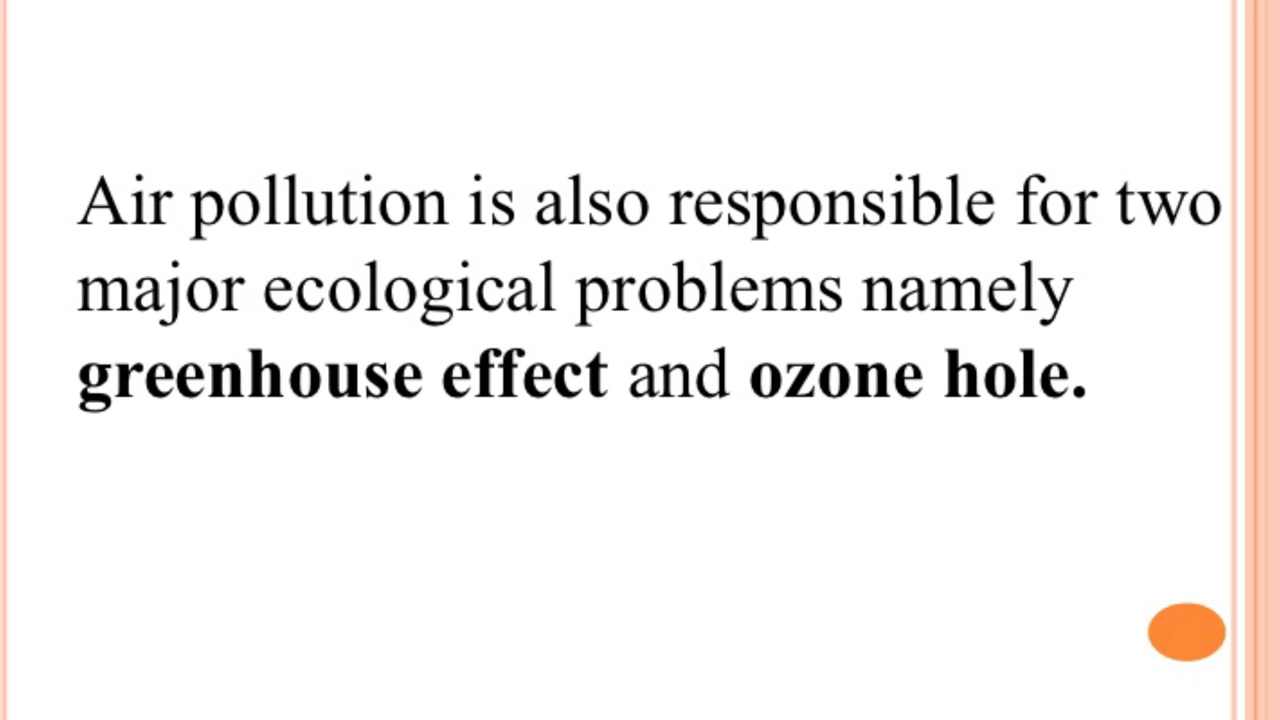 Air pollution is also responsible for two
major ecological problems namely
greenhouse effect and ozone hole.